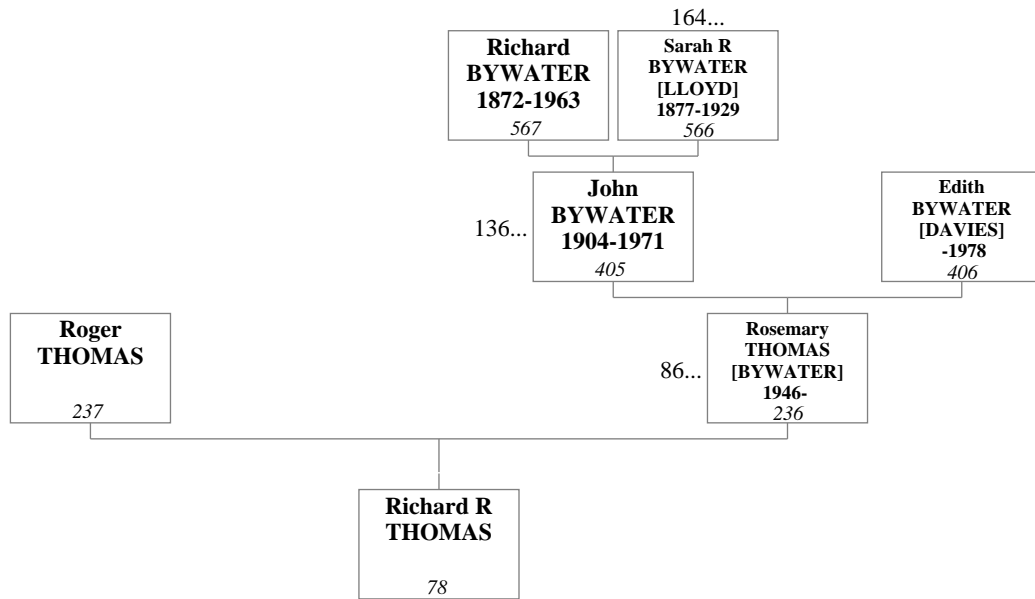 164...
Richard
BYWATER
1872-1963
567
Sarah R
BYWATER
[LLOYD]
1877-1929
566
136...
John
BYWATER
1904-1971
405
Edith
BYWATER
[DAVIES]
-1978
406
Roger
THOMAS
237
86...
Rosemary
THOMAS
[BYWATER]
1946-
236
Richard R
THOMAS
78